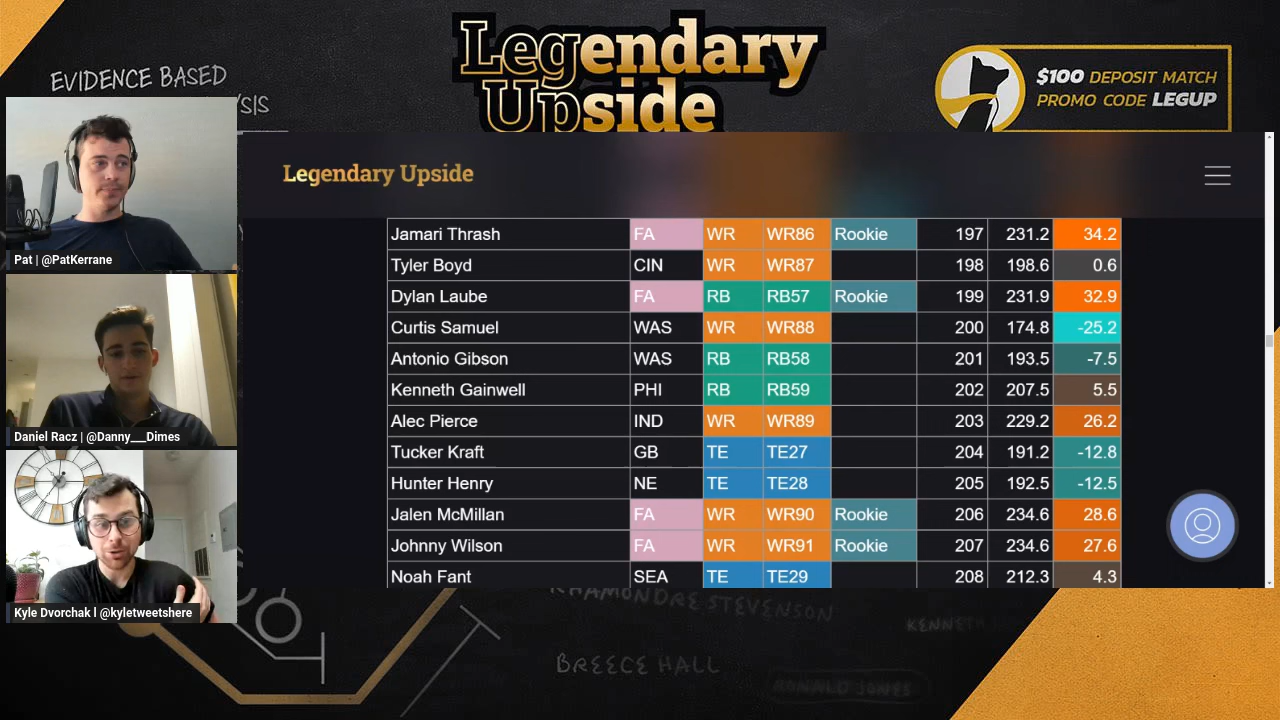 EVIDENCE BASED
YSIS
Legendary
Upside
$100 DEPOSIT MATCH
PROMO CODE LEGUP
Legendary Upside
Jamari Thrash FA WR WR86 Rookie 197 231.2 34.2
Tyler Boyd CIN WR WR87 198 198.6 0.6
Dylan Laube FA RB RB57 Rookie 199 231.9 32.9
Curtis Samuel WAS WR WR88 200 174.8 -25.2
Antonio Gibson WAS RB RB58 201 193.5 -7.5
Kenneth Gainwell PHI RB RB59 202 207.5 5.5
Alec Pierce IND WR WR89 203 229.2 26.2
Tucker Kraft GB TE TE27 204 191.2 -12.8
Hunter Henry NE TE TE28 205 192.5 -12.5
Jalen McMillan FA WR WR90 Rookie 206 234.6 28.6
Johnny Wilson FA WR WR91 Rookie 207 234.6 27.6
Noah Fant SEA TE TE29 208 212.3 4.3
Pat | @PatKerrane
Daniel Racz | @Danny___Dimes
Kyle Dvorchak l @kyletweetshere
RHAMONDRE STEVENSON
KENNETH
BREECE HALL
RONALD JONES